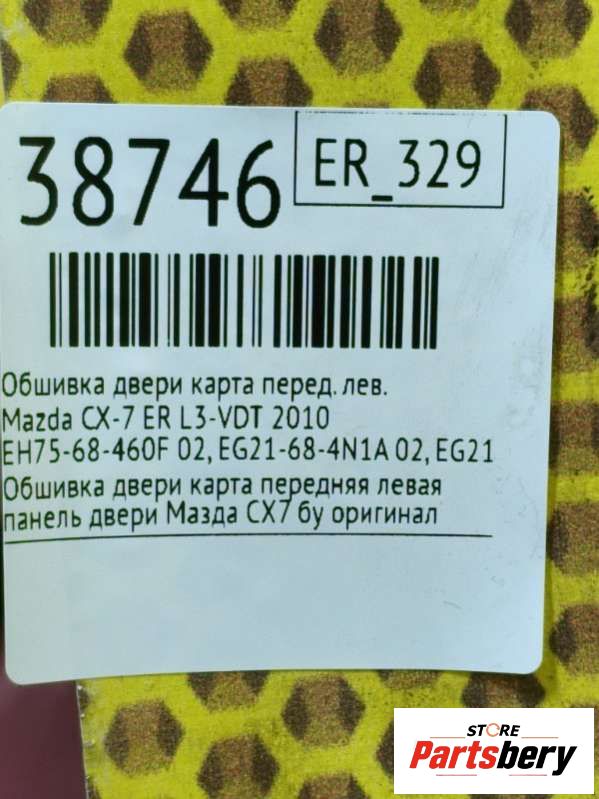 38746
ER_329
Обшивка двери карта перед. лев.
Mazda CX-7 ER L3-VDT 2010
EH75-68-460F 02, EG21-68-4N1A 02, EG21
Обшивка двери карта передняя левая
панель двери Мазда СХ7 бу оригинал
STORE
Partsbery